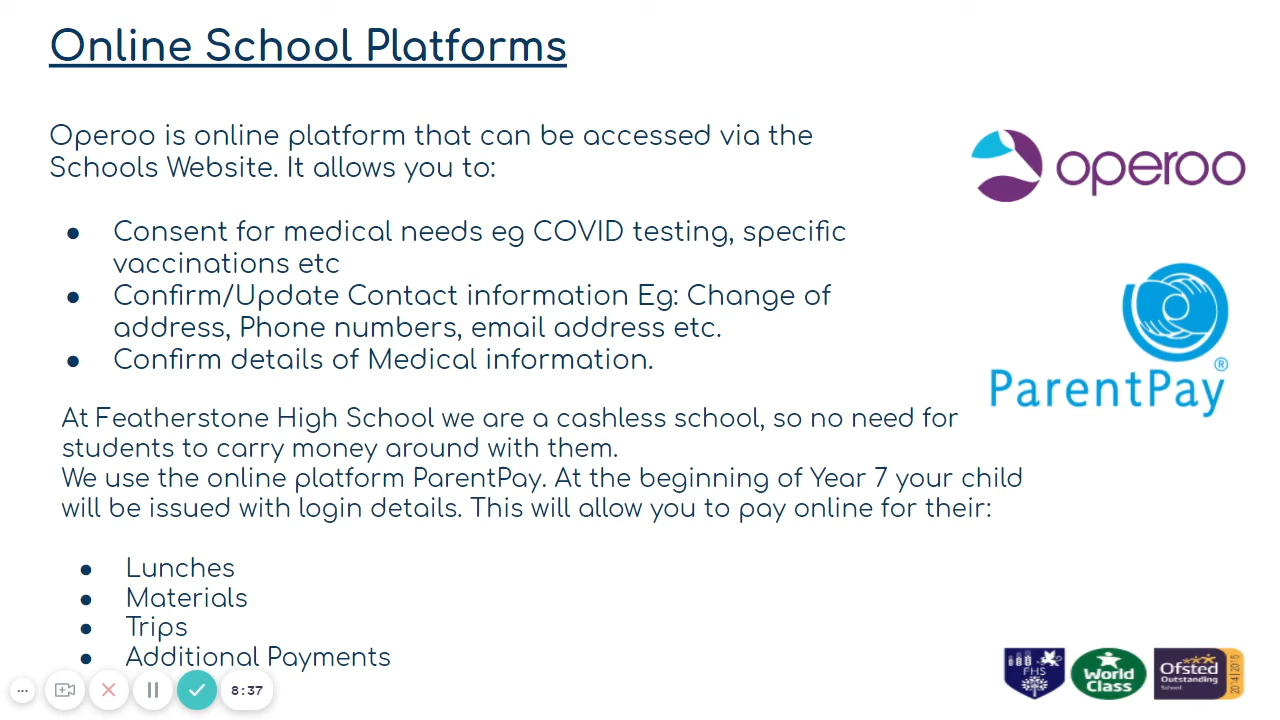 Online School Platforms
Operoo is online platform that can be accessed via the
Schools Website. It allows you to:
operoo
● Consent for medical needs eg COVID testing, specific
vaccinations etc
● Confirm/Update Contact information Eg: Change of
address, Phone numbers, email address etc.
● Confirm details of Medical information.
ParentPay®
At Featherstone High School we are a cashless school, so no need for
students to carry money around with them.
We use the online platform ParentPay. At the beginning of Year 7 your child
will be issued with login details. This will allow you to pay online for their:
● Lunches
● Materials
● Trips
● Additional Payments
8:37
FHS
World
Class
Ofsted
Outstanding
School
2014|2015